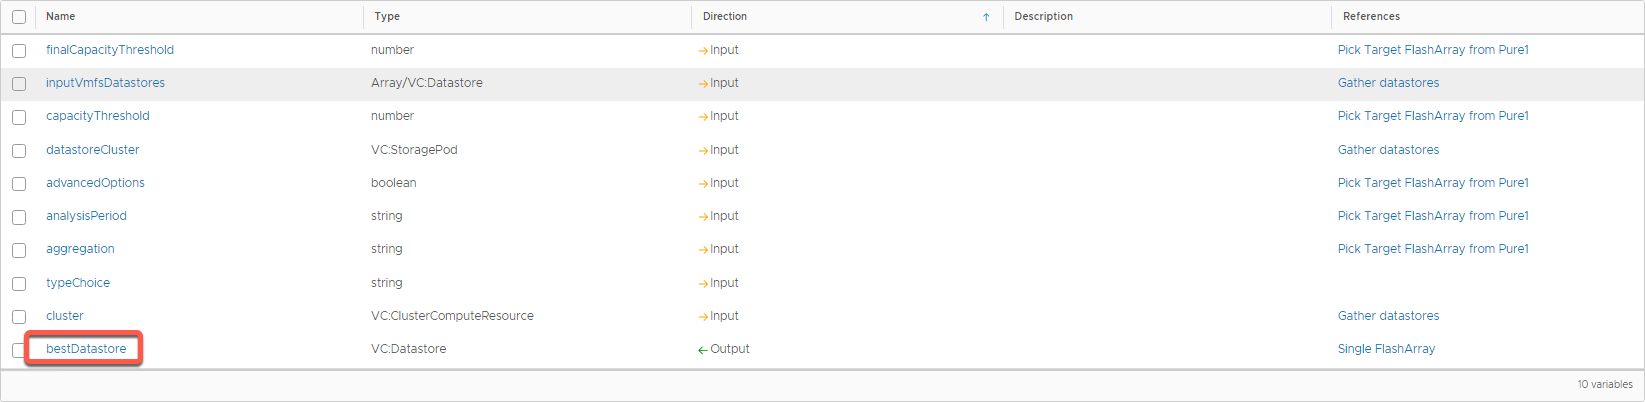 Name Type Direction Description References
finalCapacityThreshold number Input Pick Target FlashArray from Pure1
inputVmfsDatastores Array/VC:Datastore Input Gather datastores
capacityThreshold number Input Pick Target FlashArray from Pure1
datastoreCluster VC:StoragePod Input Gather datastores
advancedOptions boolean Input Pick Target FlashArray from Pure1
analysisPeriod string Input Pick Target FlashArray from Pure1
aggregation string Input Pick Target FlashArray from Pure1
typeChoice string Input
cluster VC:ClusterComputeResource Input Gather datastores
bestDatastore VC:Datastore Output Single FlashArray
10 variables